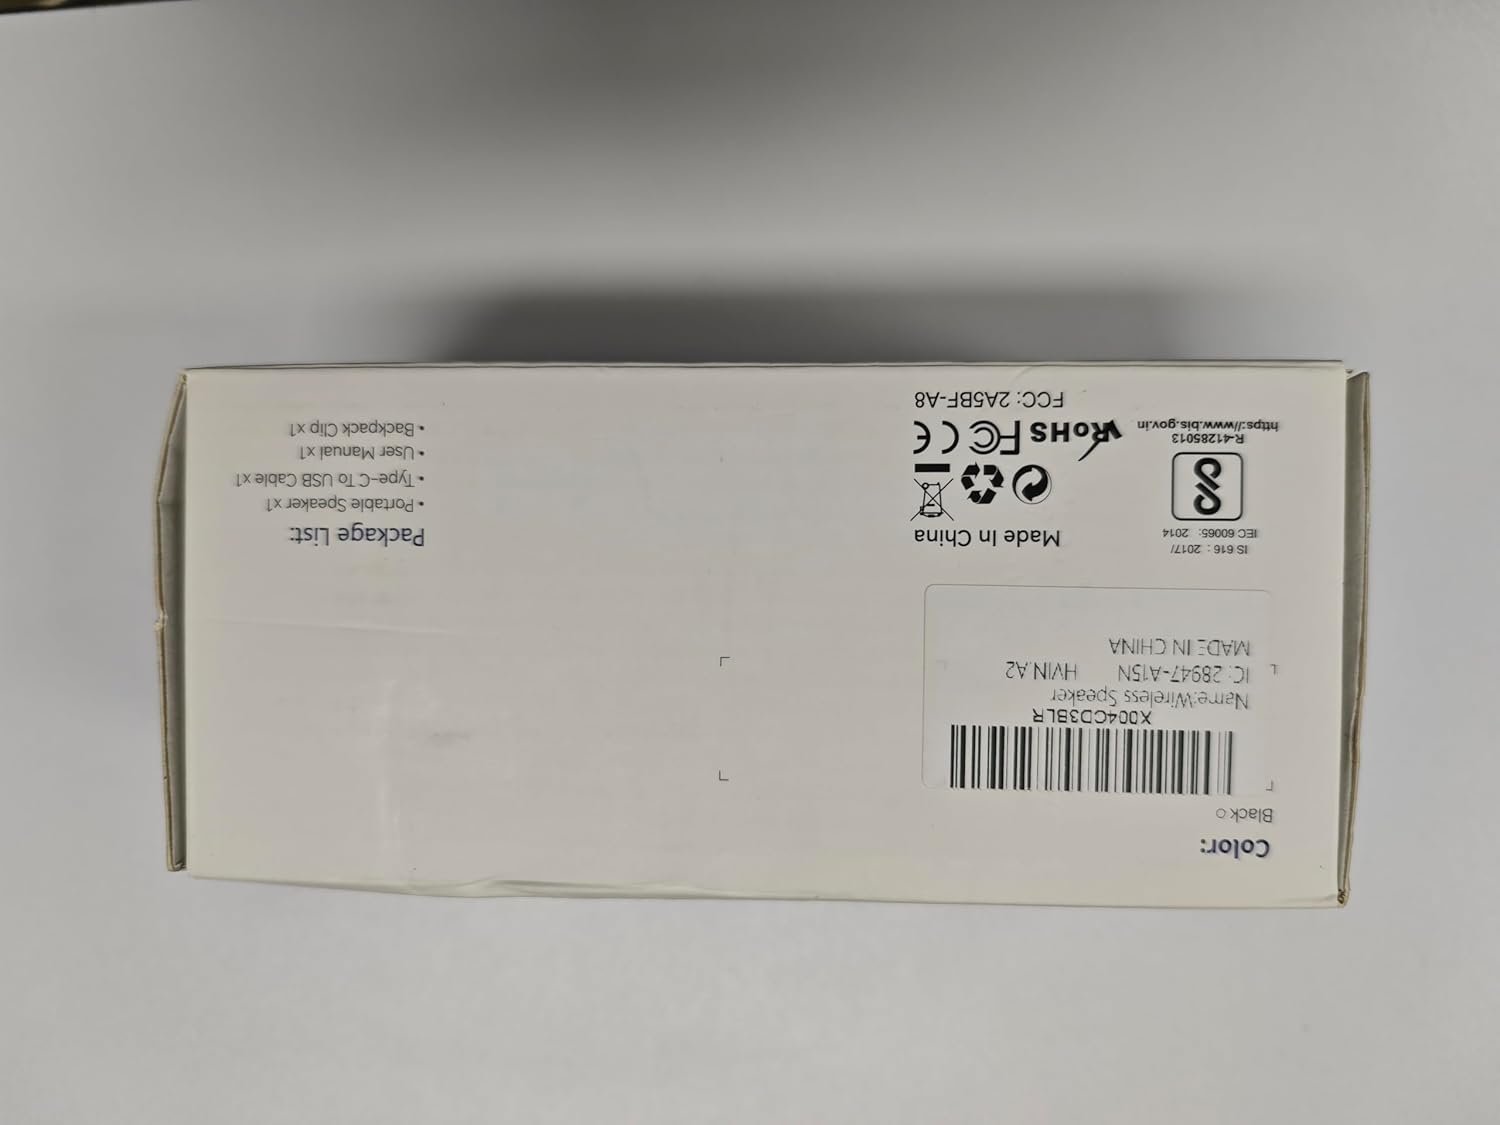 Color:
Black
X004CD3BLR
Name:Wireless Speaker
IC: 28947-A15N HVIN:A2
MADE IN CHINA
IS 616 : 2017/
IEC 60065: 2014
R-41285013
https://www.bis.gov.in
Made In China
RoHS FC CE
FCC: 2A5BF-A8
Package List:
• Portable Speaker x1
• Type-C To USB Cable x1
• User Manual x1
• Backpack Clip x1